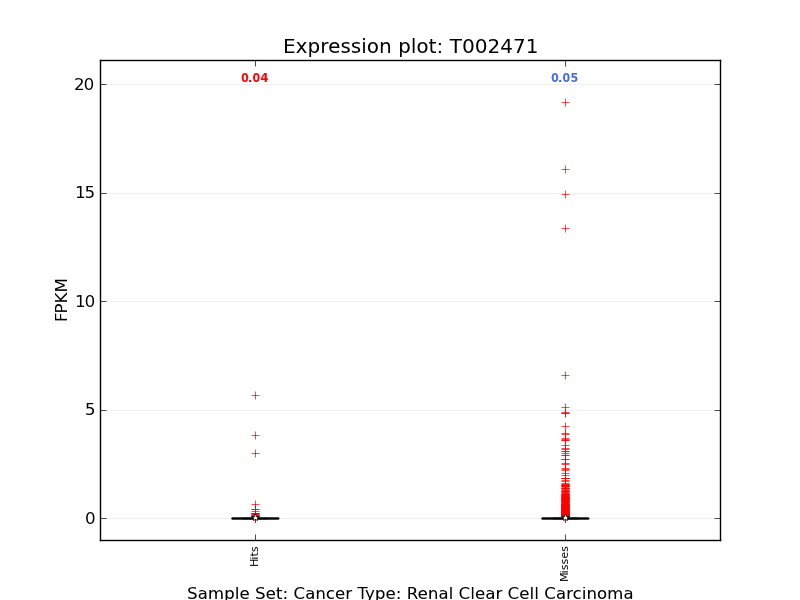 Expression plot: T002471
0.04
0.05
20
15
10
5
0
FPKM
Hits
Misses
Sample Set: Cancer Type: Renal Clear Cell Carcinoma